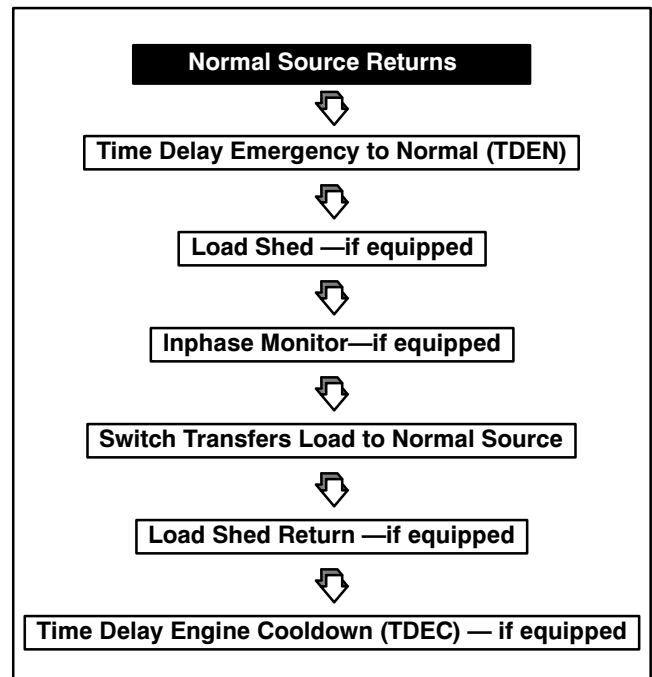 Normal Source Returns
Time Delay Emergency to Normal (TDEN)
Load Shed —if equipped
Inphase Monitor—if equipped
Switch Transfers Load to Normal Source
Load Shed Return —if equipped
Time Delay Engine Cooldown (TDEC) — if equipped